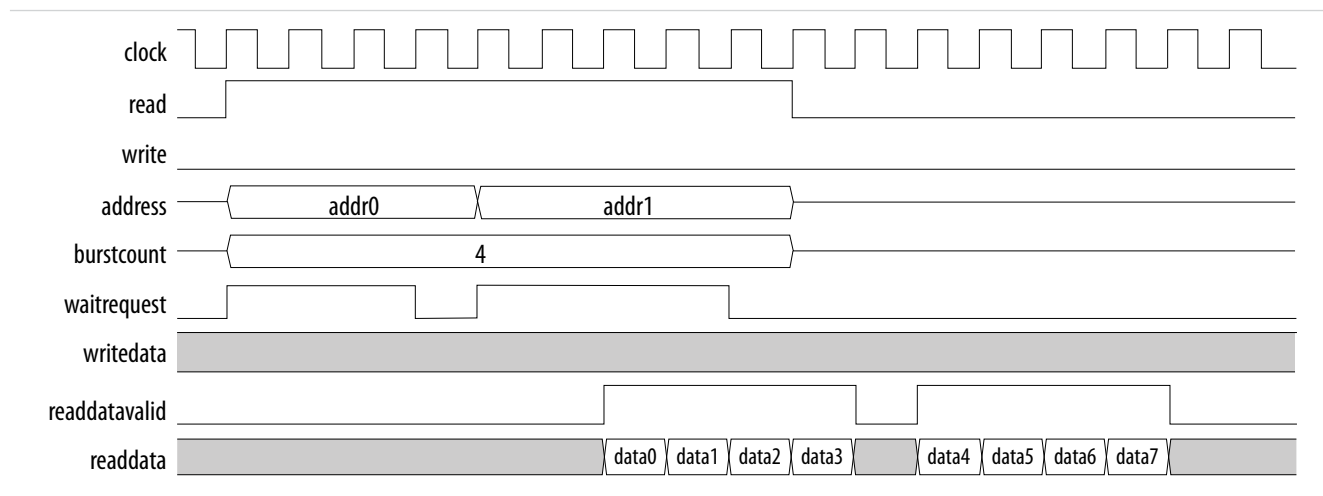 clock
read
write
address addr0 addr1
burstcount 4
waitrequest
writedata
readdatavalid
readdata data0 data1 data2 data3 data4 data5 data6 data7